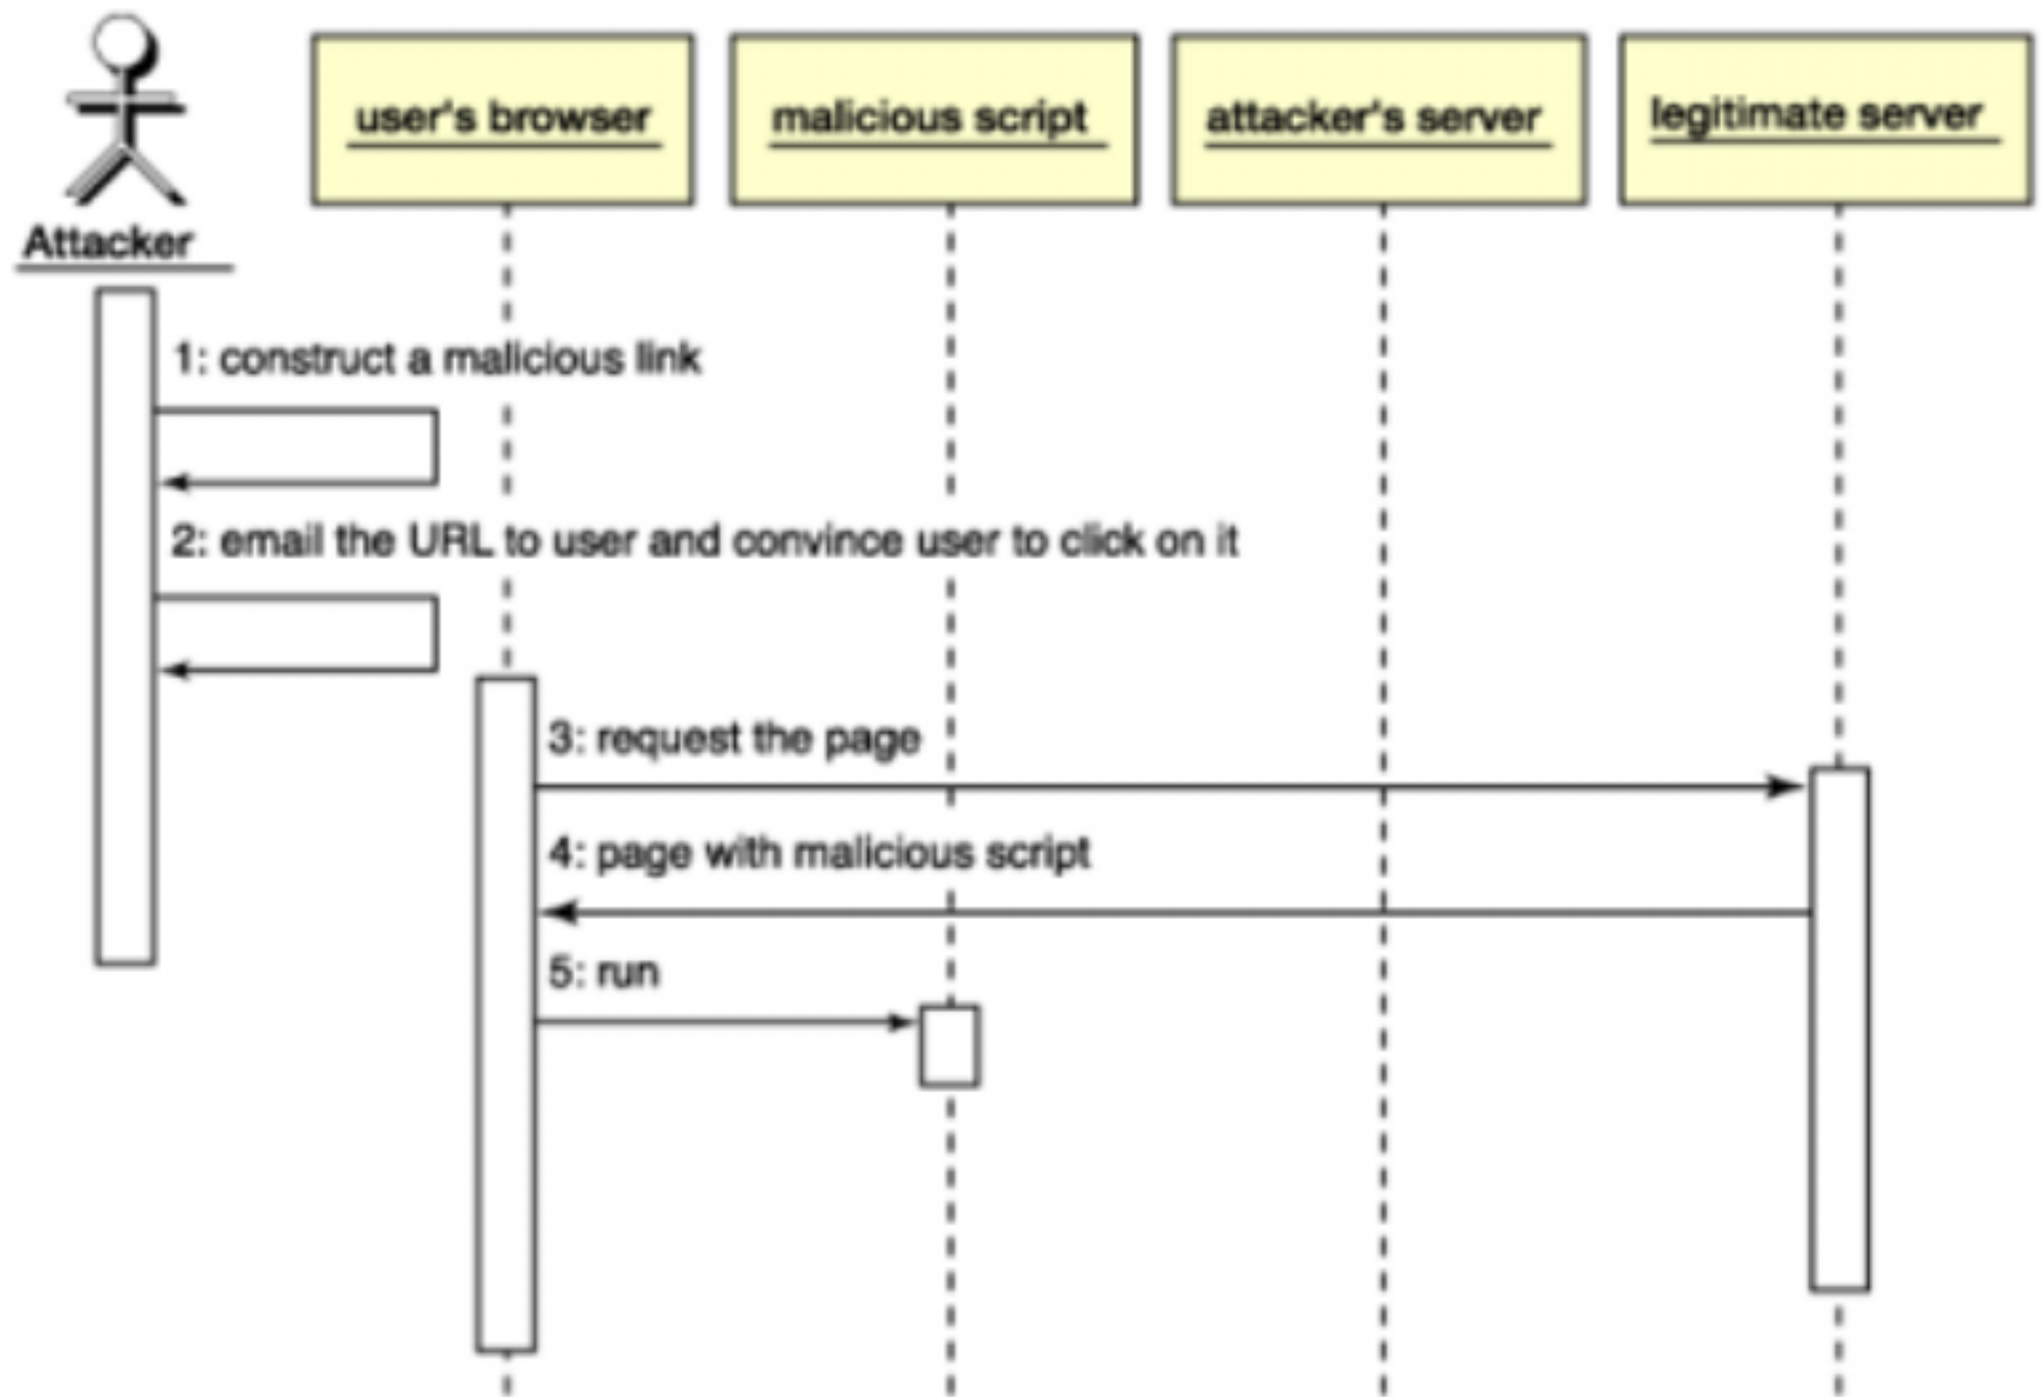 user's browser
malicious script
attacker's server
legitimate server
Attacker
1: construct a malicious link
2: email the URL to user and convince user to click on it
3: request the page
4: page with malicious script
5: run